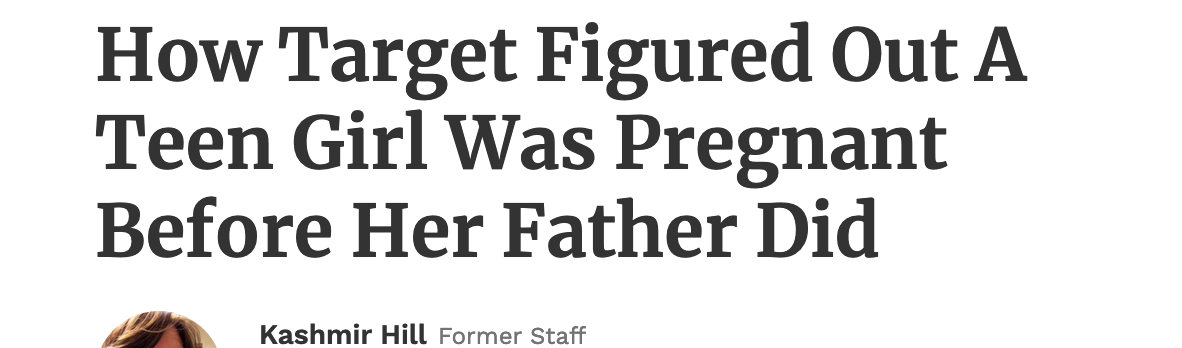 How Target Figured Out A
Teen Girl Was Pregnant
Before Her Father Did
Kashmir Hill Former Staff